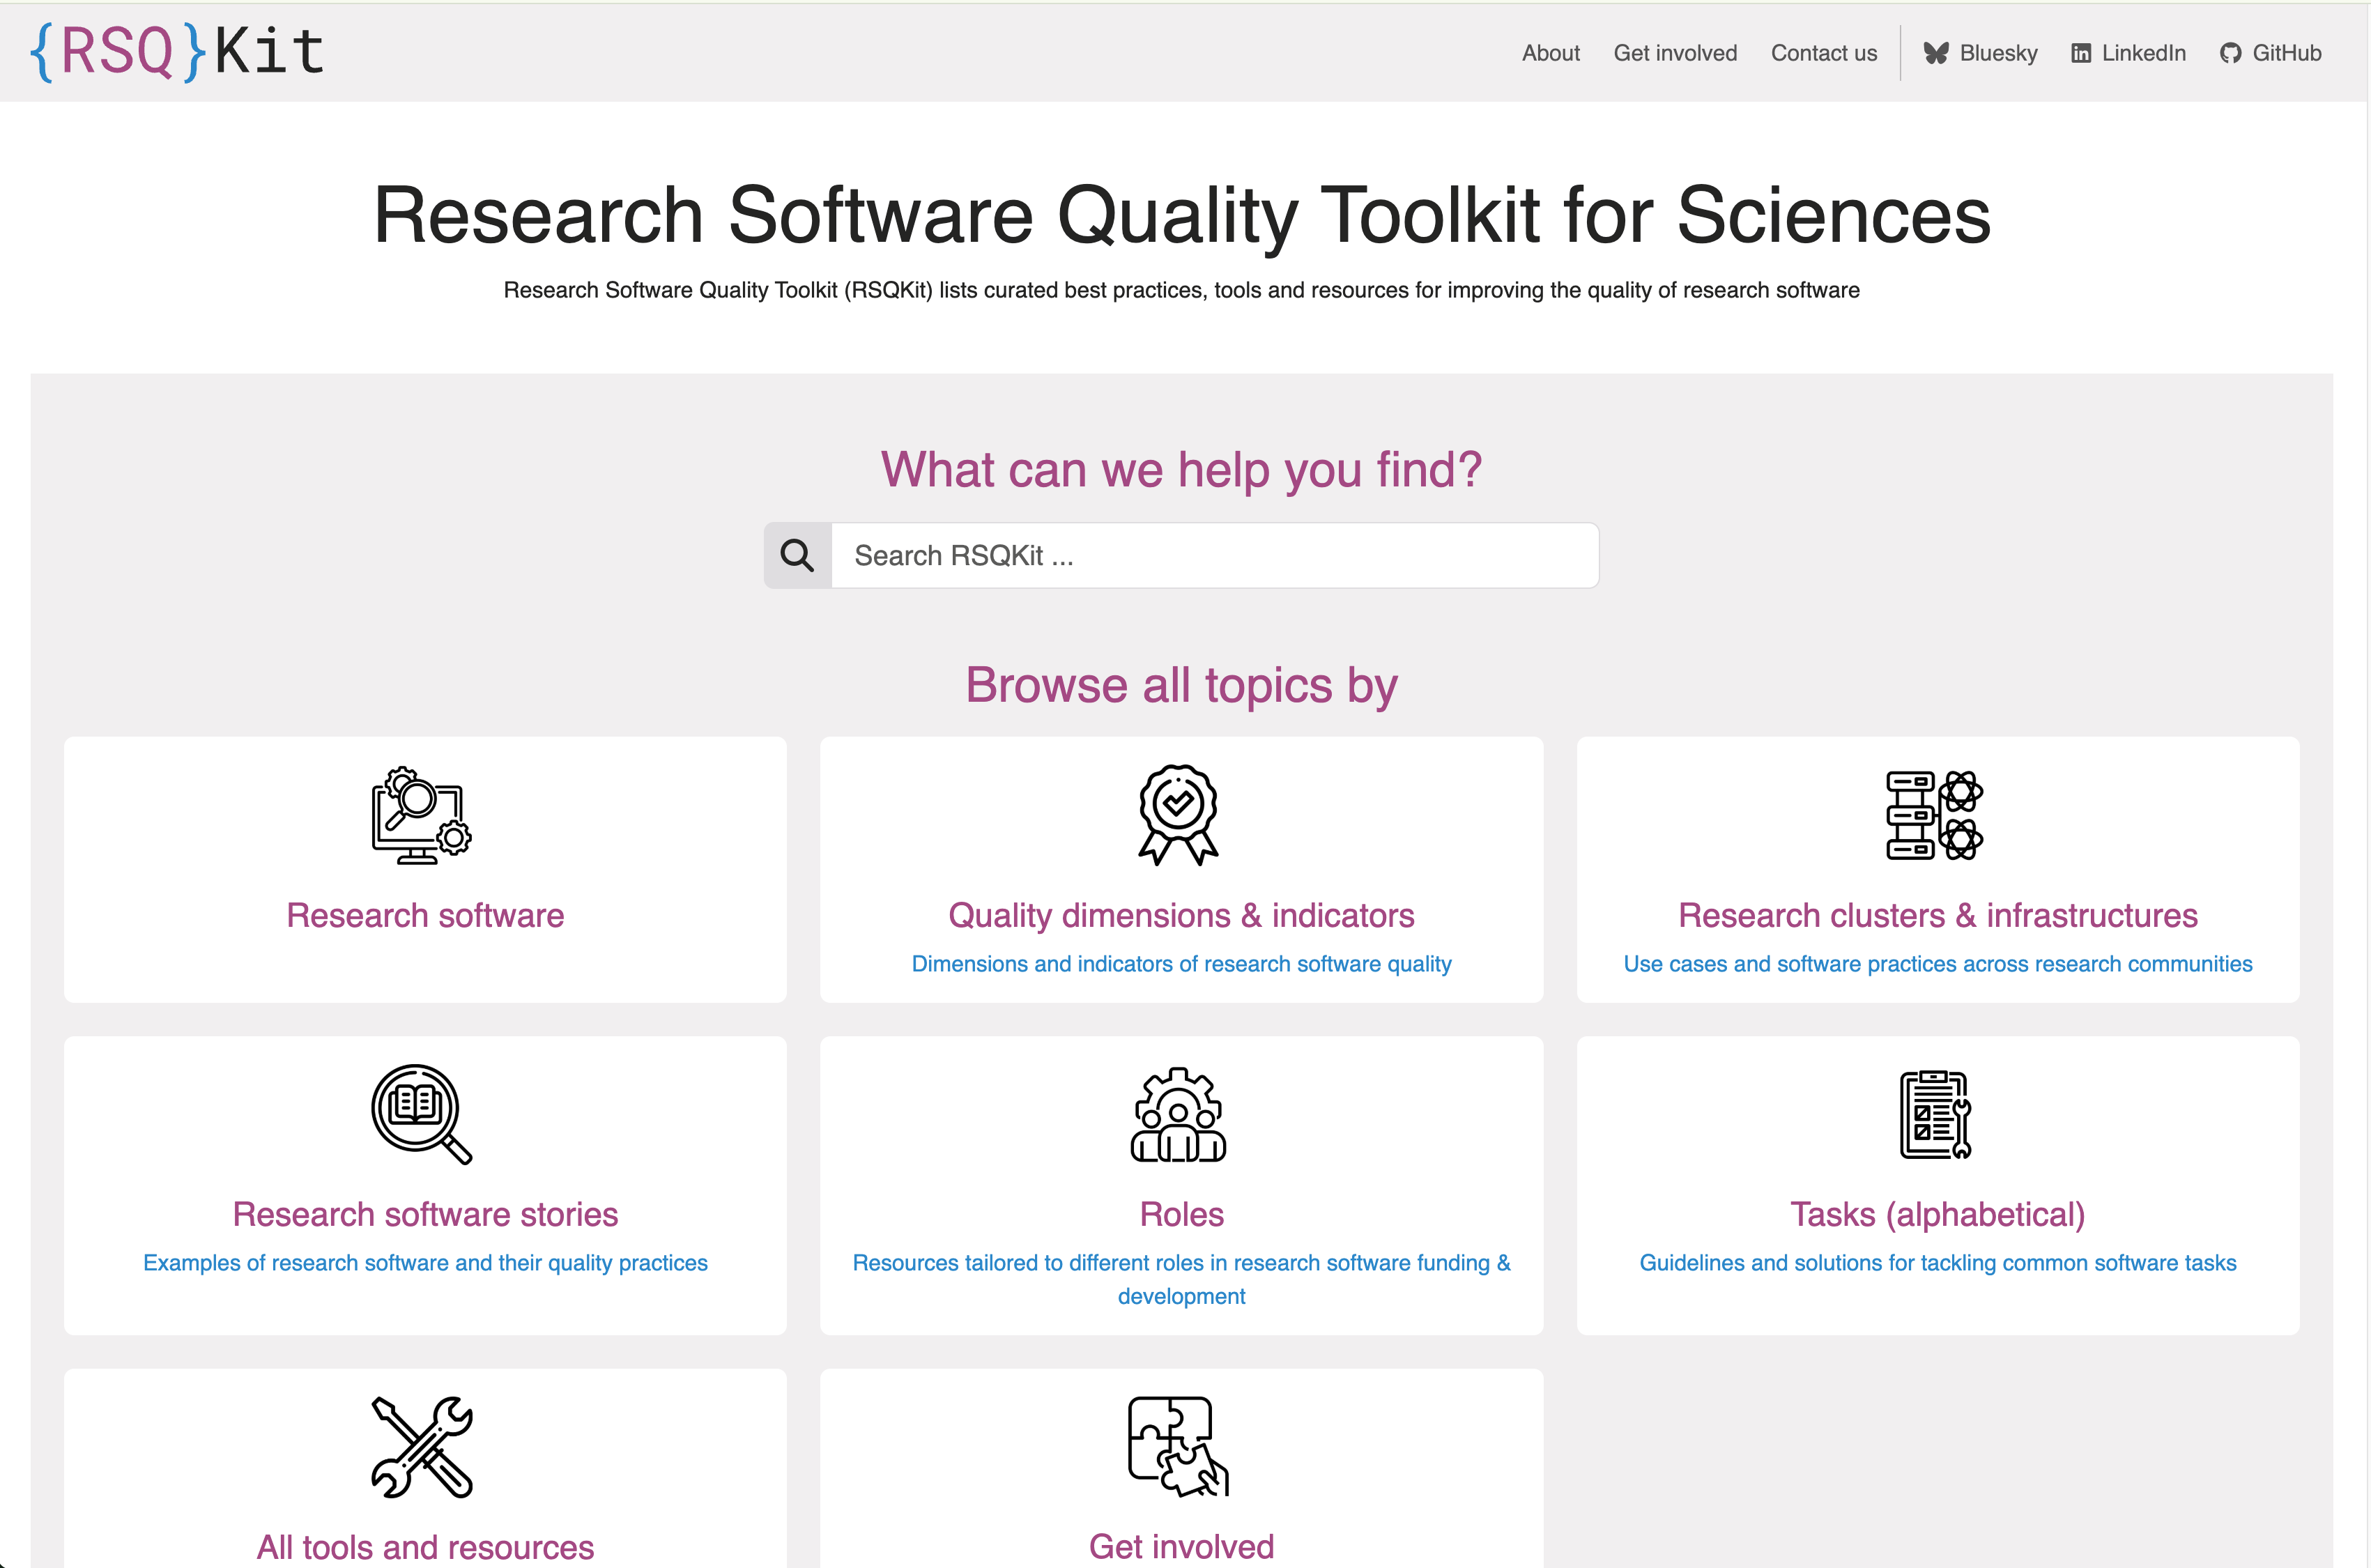 {RSQ}Kit
About
Get involved
Contact us
Bluesky
LinkedIn
GitHub
Research Software Quality Toolkit for Sciences
Research Software Quality Toolkit (RSQKit) lists curated best practices, tools and resources for improving the quality of research software
What can we help you find?
Search RSQKit ...
Browse all topics by
Research software
Quality dimensions & indicators
Dimensions and indicators of research software quality
Research clusters & infrastructures
Use cases and software practices across research communities
Research software stories
Examples of research software and their quality practices
Roles
Resources tailored to different roles in research software funding &
development
Tasks (alphabetical)
Guidelines and solutions for tackling common software tasks
All tools and resources
Get involved